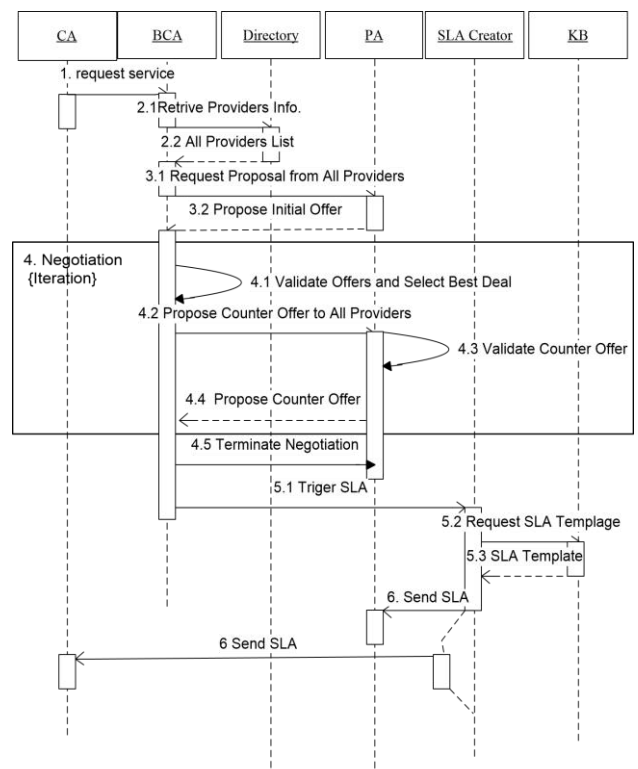 CA
BCA
Directory
PA
SLA Creator
KB
1. request service
2.1Retrive Providers Info.
2.2 All Providers List
3.1 Request Proposal from All Providers
3.2 Propose Initial Offer
4. Negotiation
{Iteration}
4.1 Validate Offers and Select Best Deal
4.2 Propose Counter Offer to All Providers
4.3 Validate Counter Offer
4.4 Propose Counter Offer
4.5 Terminate Negotiation
5.1 Triger SLA
5.2 Request SLA Templage
5.3 SLA Template
6. Send SLA
6 Send SLA